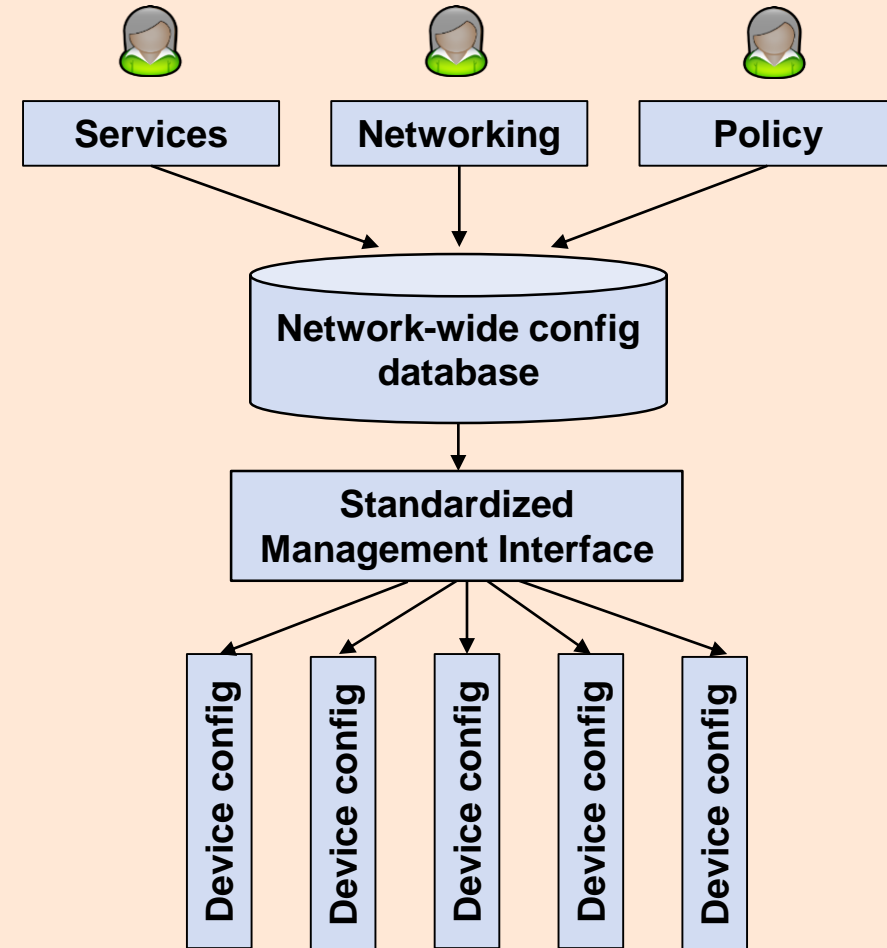 Services
Networking
Policy
Network-wide config
database
Standardized
Management Interface
Device config
Device config
Device config
Device config
Device config